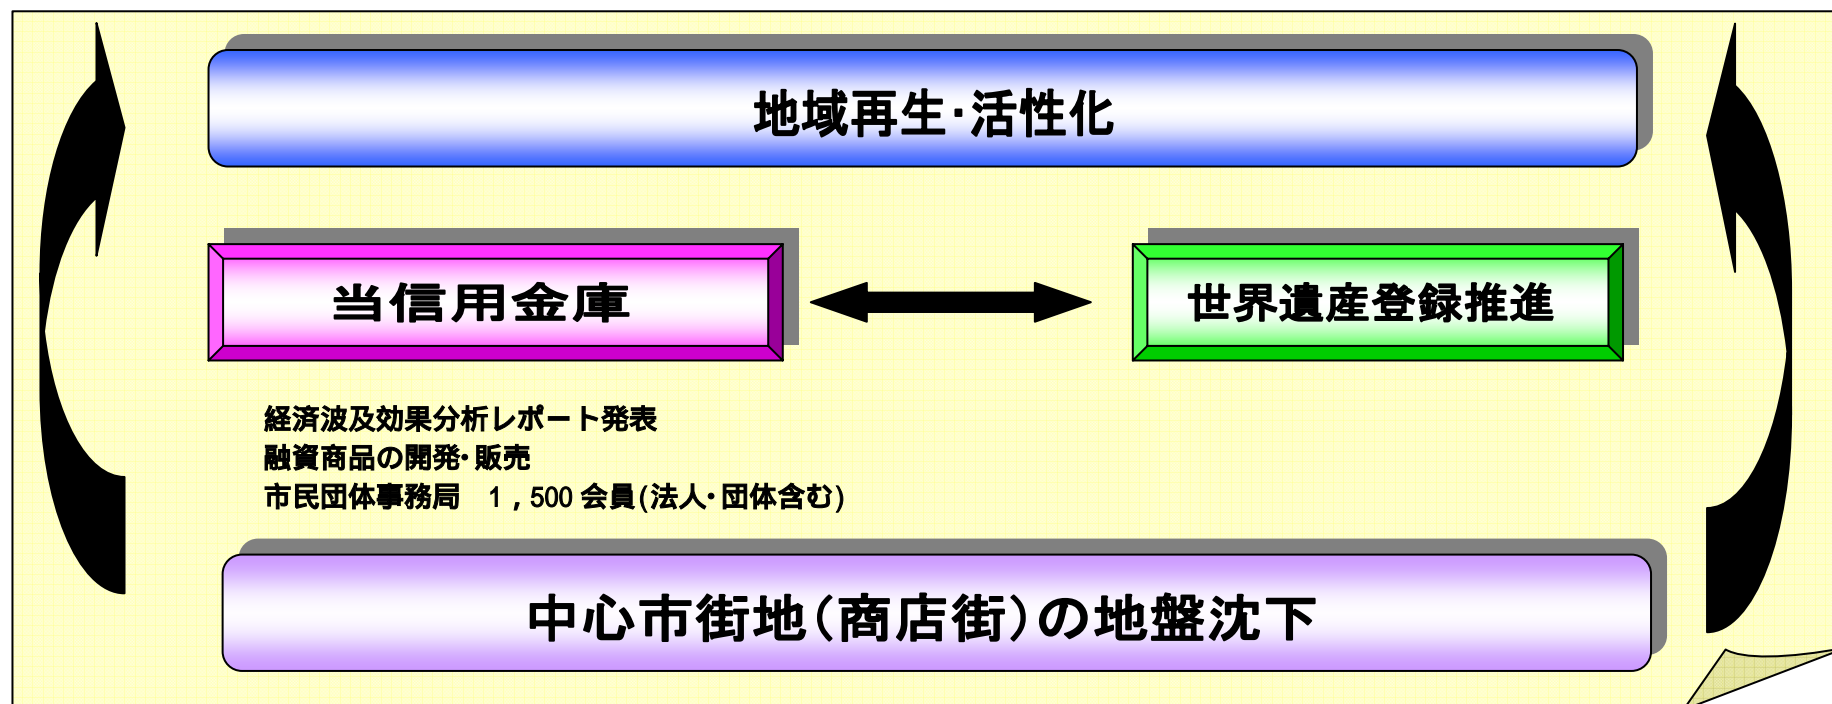 地域再生・活性化
当信用金庫
世界遺産登録推進
経済波及効果分析レポート発表
融資商品の開発・販売
市民団体事務局　1,500会員(法人・団体含む)
中心市街地(商店街)の地盤沈下